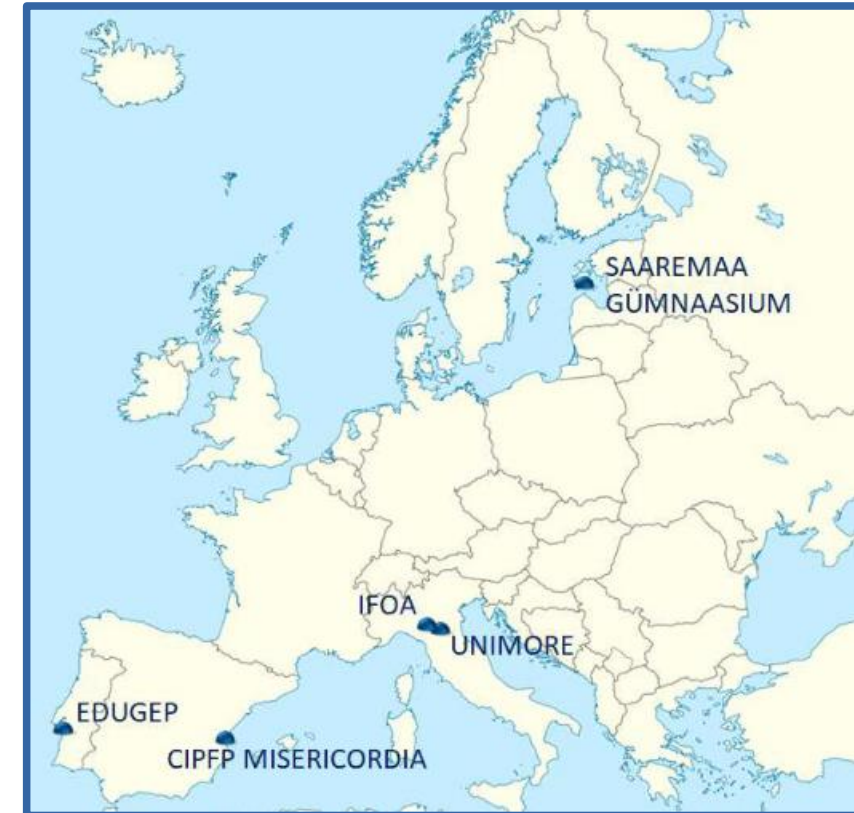 SAAREMAA
GÜMNAASIUM
IFOA
UNIMORE
EDUGEP
CIPFP MISERICORDIA